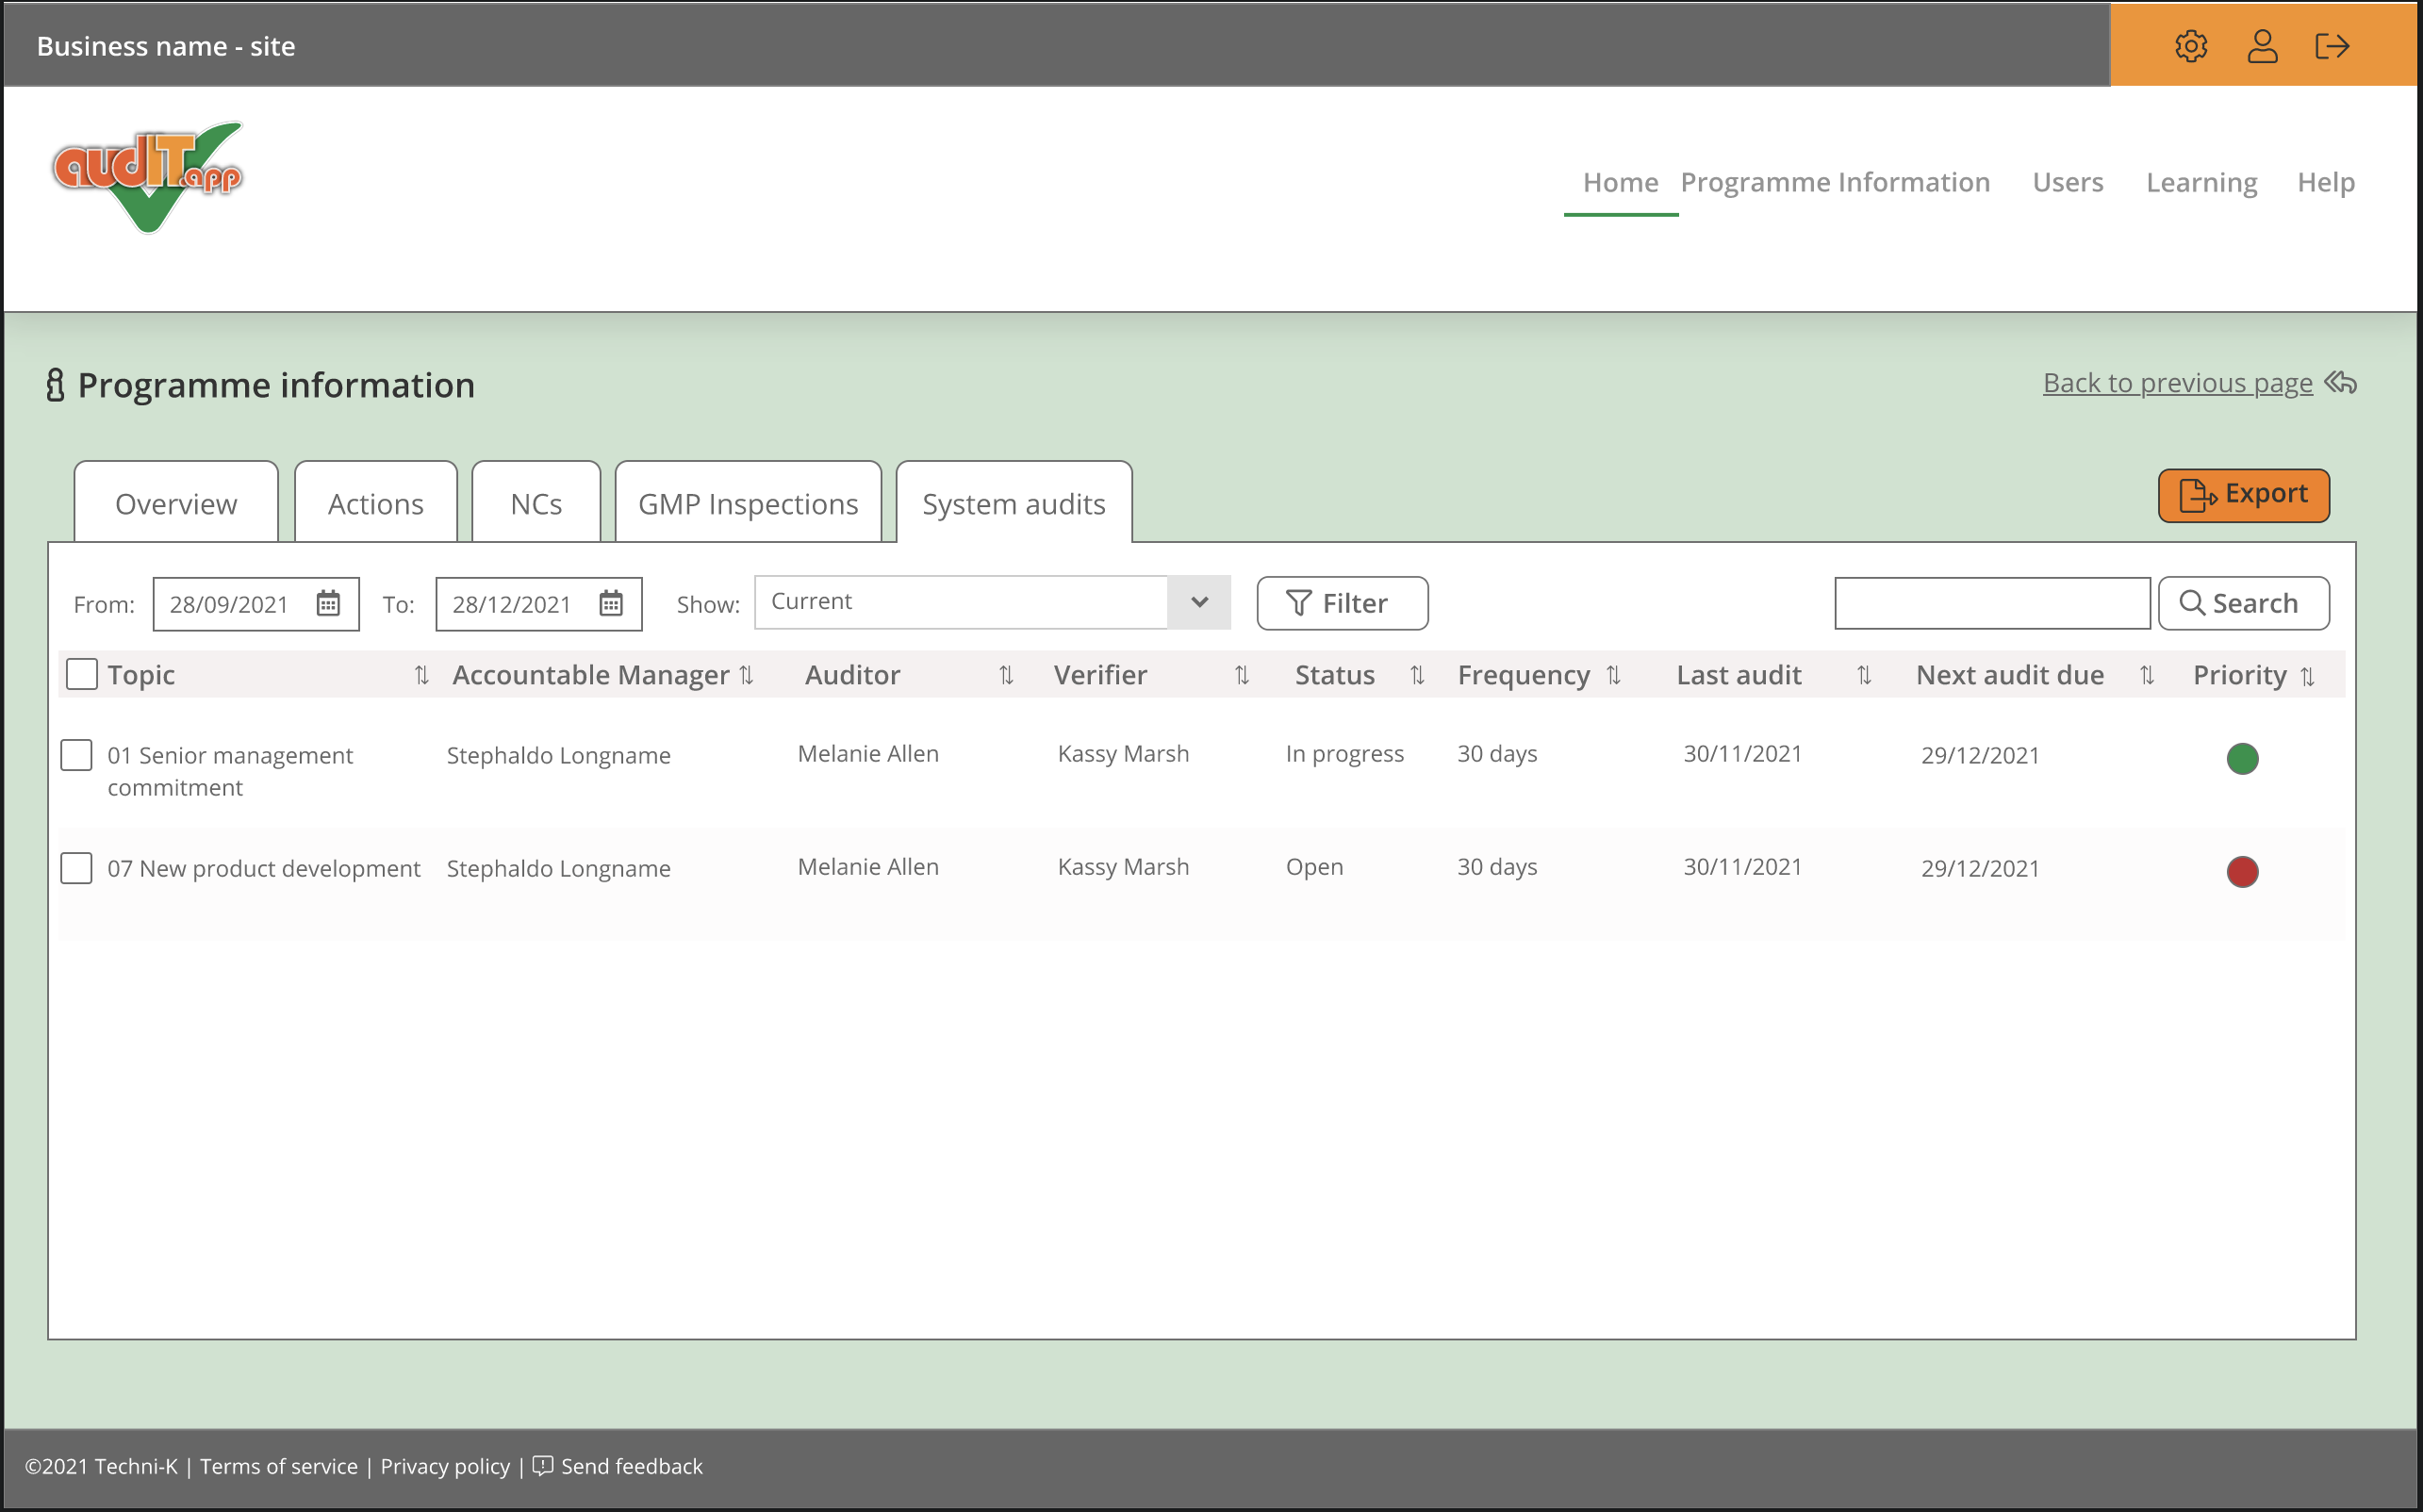 Business name - site
audITapp
Home Programme Information Users Learning Help
Programme information
Back to previous page
Overview Actions NCs GMP Inspections System audits
Export
From: 28/09/2021 To: 28/12/2021 Show: Current Filter Search
Topic Accountable Manager Auditor Verifier Status Frequency Last audit Next audit due Priority
01 Senior management Stephaldo Longname Melanie Allen Kassy Marsh In progress 30 days 30/11/2021 29/12/2021
commitment
07 New product development Stephaldo Longname Melanie Allen Kassy Marsh Open 30 days 30/11/2021 29/12/2021
©2021 Techni-K | Terms of service | Privacy policy | Send feedback